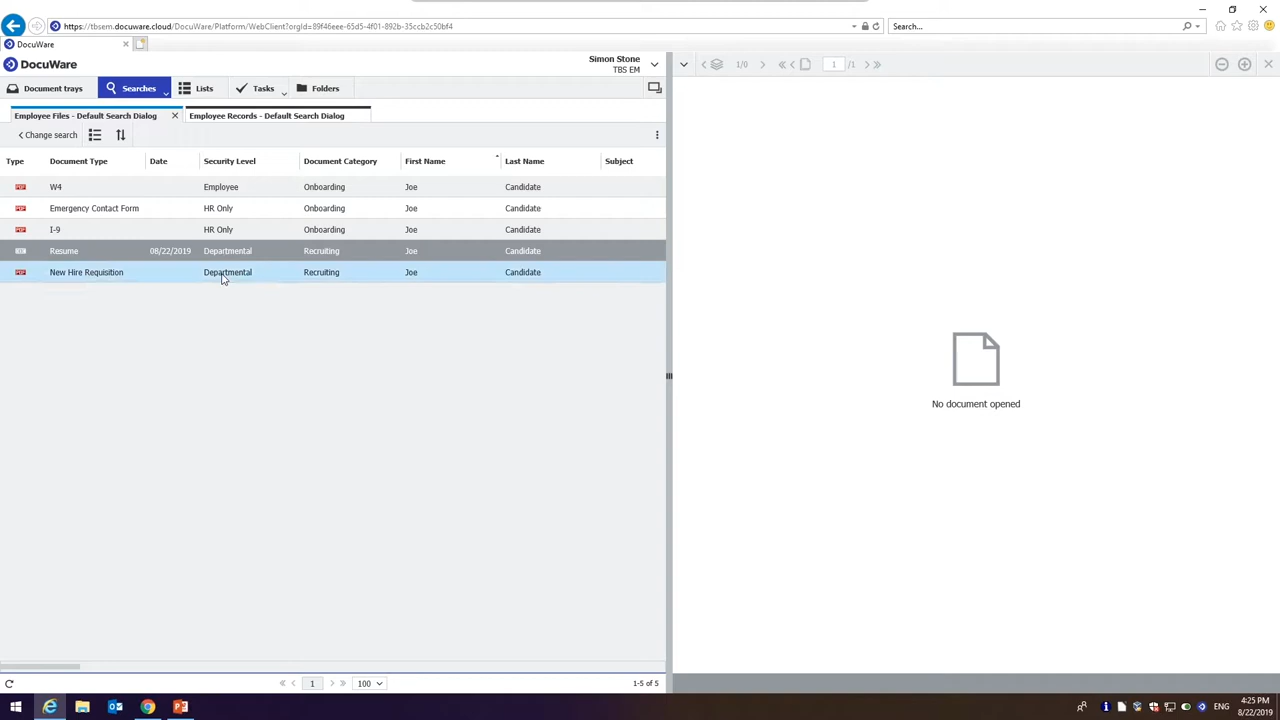 https://tbsem.docuware.cloud/DocuWare/Platform/WebClient?orgId=89f46eee-65d5-4f01-892b-35ccb2c50bf4
Search...
DocuWare
DocuWare
Simon Stone
TBS EM
1/0
1
/1
Document trays
Searches
Lists
Tasks
Folders
Employee Files - Default Search Dialog
Employee Records - Default Search Dialog
Change search
Type Document Type Date Security Level Document Category First Name Last Name Subject
PDF W4 Employee Onboarding Joe Candidate
PDF Emergency Contact Form HR Only Onboarding Joe Candidate
PDF I-9 HR Only Onboarding Joe Candidate
Resume 08/22/2019 Departmental Recruiting Joe Candidate
PDF New Hire Requisition Departmental Recruiting Joe Candidate
No document opened
1
100
1-5 of 5
ENG
4:25 PM
8/22/2019